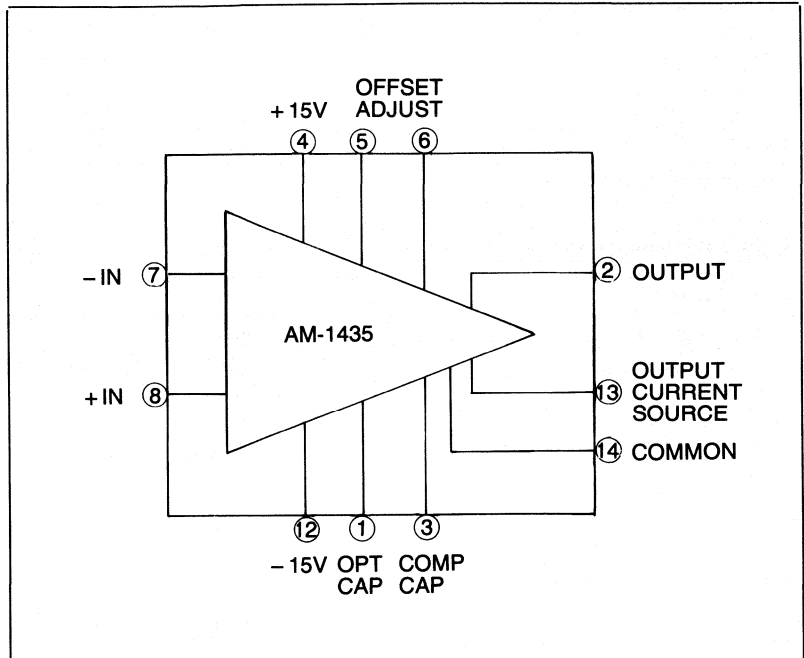 OFFSET
ADJUST
+15V
4
5
6
-IN
7
2
OUTPUT
AM-1435
+IN
8
13
OUTPUT
CURRENT
SOURCE
14
COMMON
12
1
3
-15V
OPT
CAP
COMP
CAP